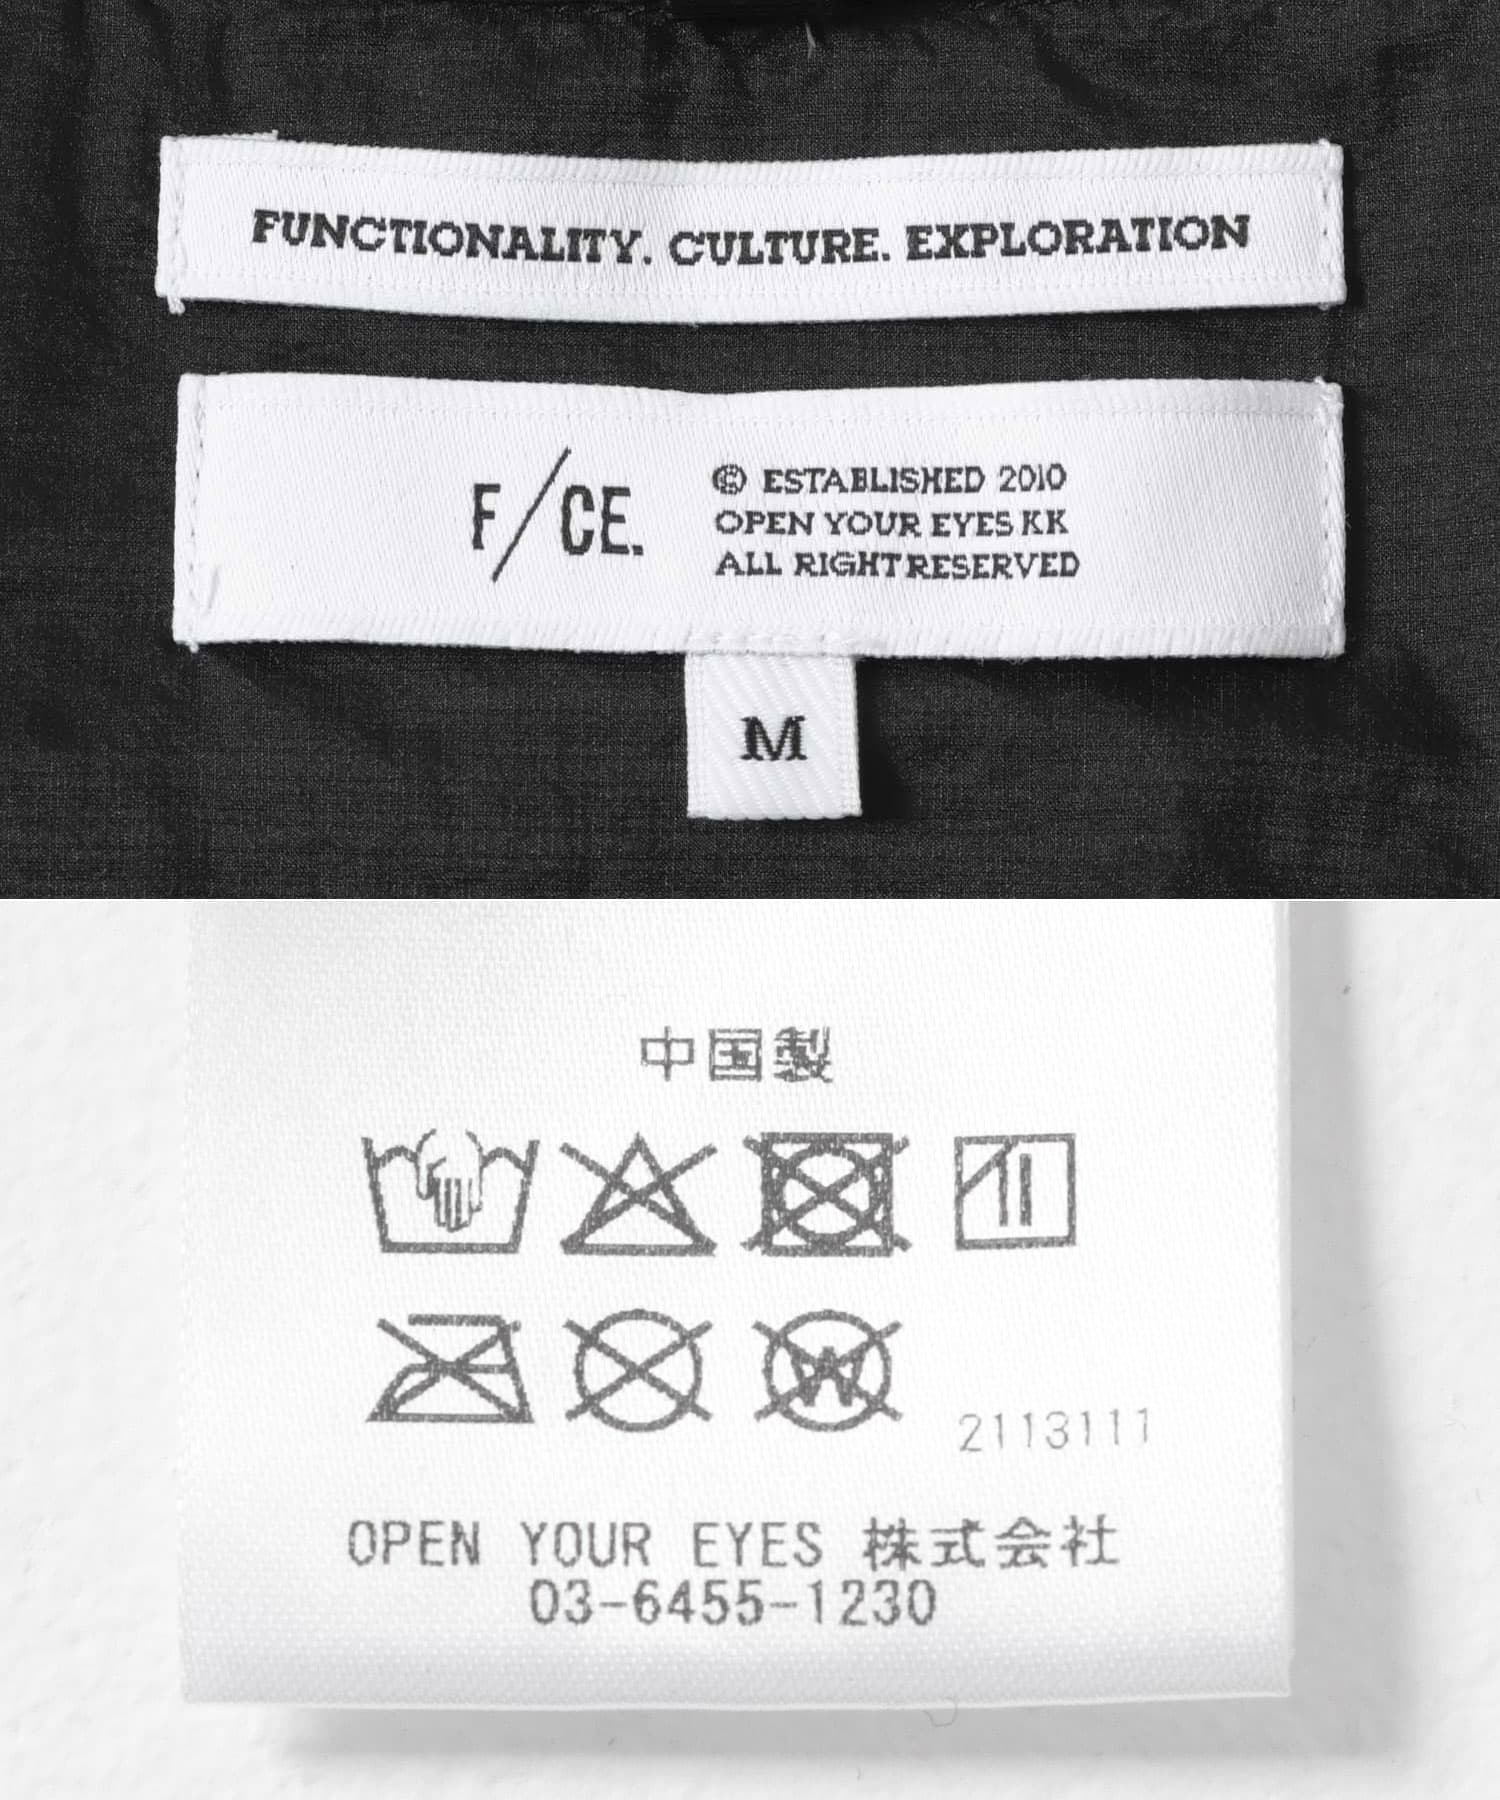 FUNCTIONALITY. CULTURE. EXPLORATION
F/CE.
© ESTABLISHED 2010
OPEN YOUR EYES KK
ALL RIGHT RESERVED
M
中国製
W
2113111
OPEN YOUR EYES 株式会社
03-6455-1230